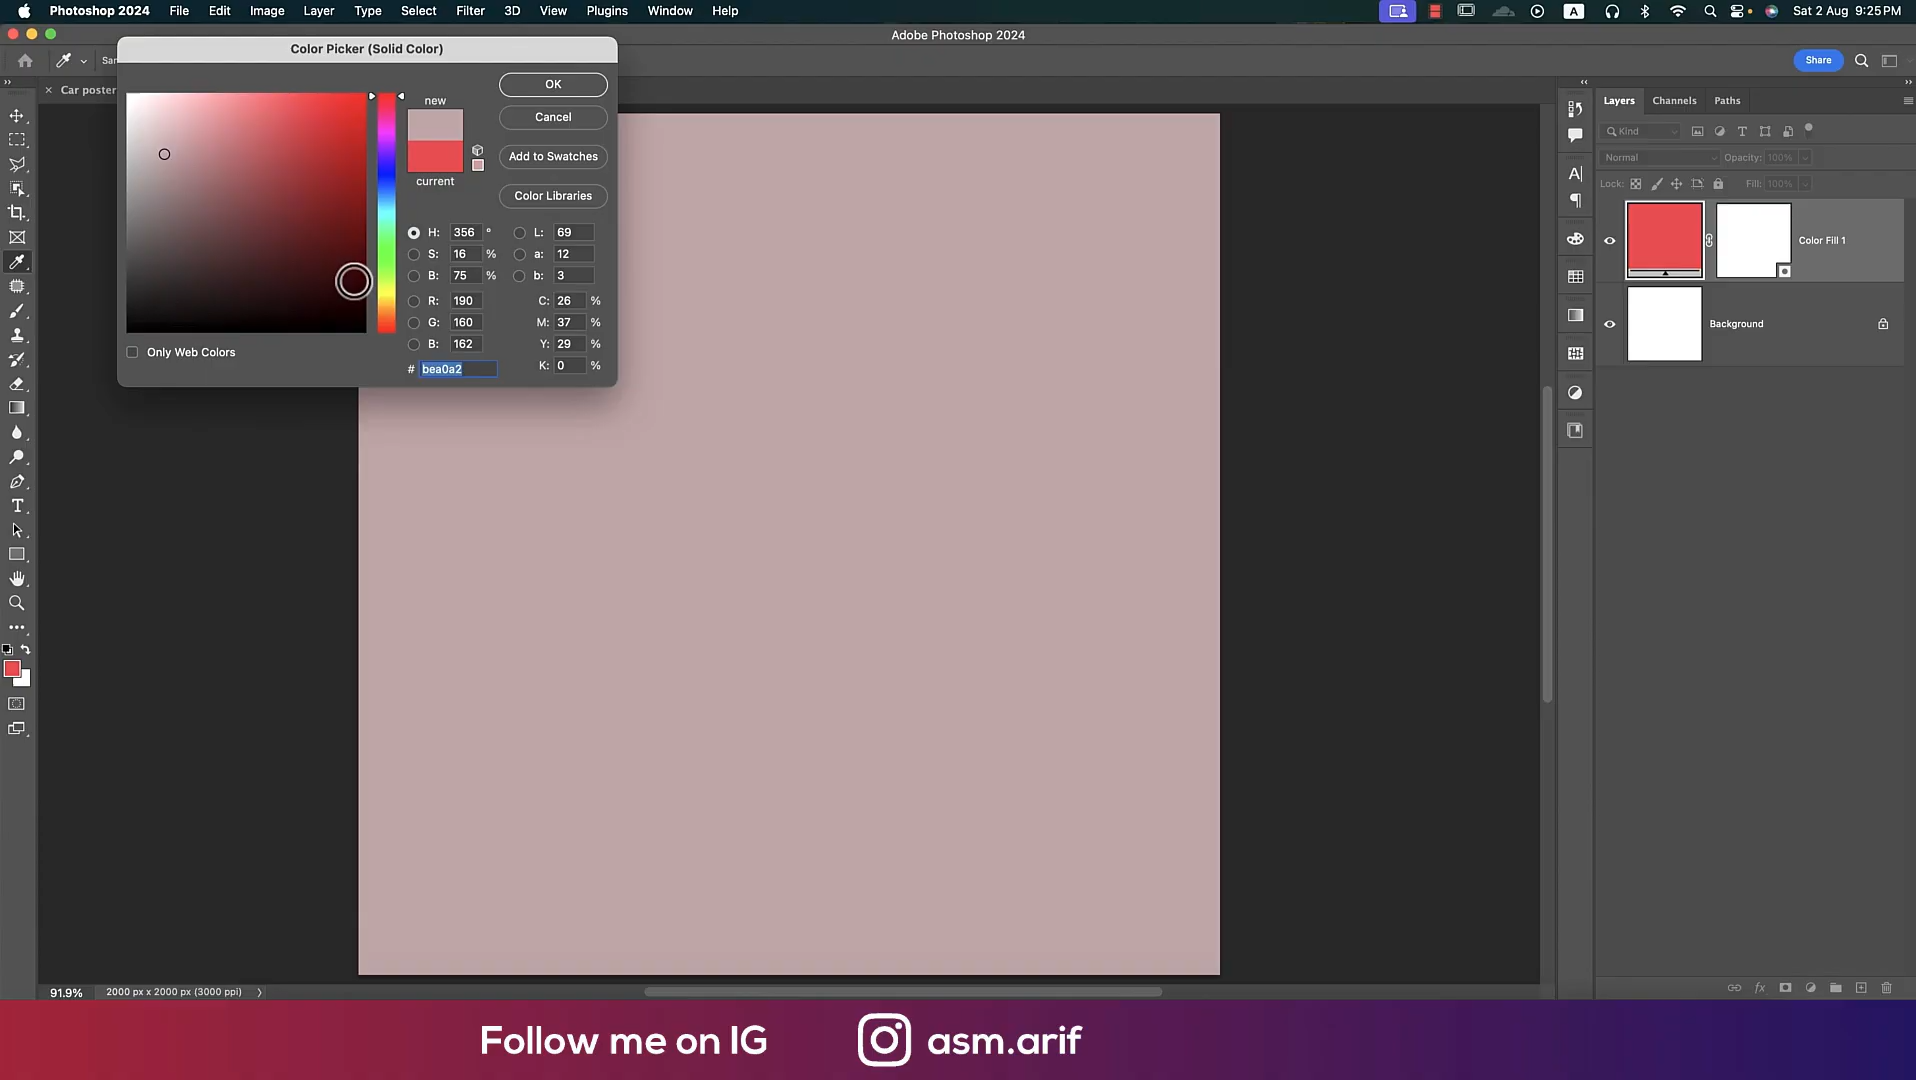 Photoshop 2024 File Edit Image Layer Type Select Filter 3D View Plugins Window Help A Sat 2 Aug 9:25 PM
Adobe Photoshop 2024
Color Picker (Solid Color)
Share
Car poster
OK
new
Cancel
Add to Swatches
current
Color Libraries
H: 356 ° L: 69
S: 16 % a: 12
B: 75 % b: 3
R: 190 C: 26 %
G: 160 M: 37 %
B: 162 Y: 29 %
# bea0a2 K: 0 %
Only Web Colors
Layers Channels Paths
Kind
Normal Opacity: 100%
Lock: Fill: 100%
Color Fill 1
Background
91.9% 2000 px x 2000 px (3000 ppi)
Follow me on IG asm.arif